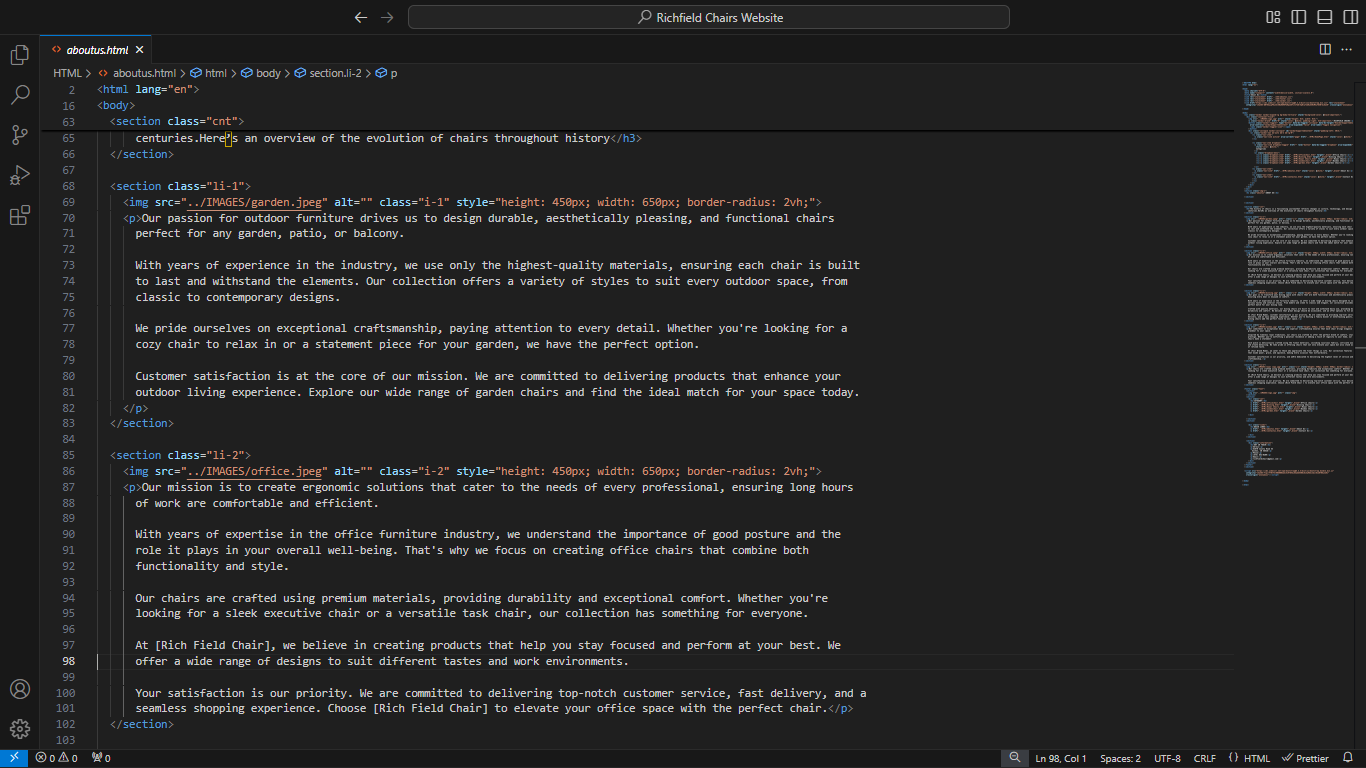 Richfield Chairs Website
aboutus.html
HTML > aboutus.html > html > body > section.li-2 > p
2 <html lang="en">
16 <body>
63 <section class="cnt">
65 centuries.Here's an overview of the evolution of chairs throughout history</h3>
66 </section>
67
68 <section class="li-1">
69 <img src="../IMAGES/garden.jpeg" alt="" class="i-1" style="height: 450px; width: 650px; border-radius: 2vh;">
70 <p>Our passion for outdoor furniture drives us to design durable, aesthetically pleasing, and functional chairs
71 perfect for any garden, patio, or balcony.
72
73 With years of experience in the industry, we use only the highest-quality materials, ensuring each chair is built
74 to last and withstand the elements. Our collection offers a variety of styles to suit every outdoor space, from
75 classic to contemporary designs.
76
77 We pride ourselves on exceptional craftsmanship, paying attention to every detail. Whether you're looking for a
78 cozy chair to relax in or a statement piece for your garden, we have the perfect option.
79
80 Customer satisfaction is at the core of our mission. We are committed to delivering products that enhance your
81 outdoor living experience. Explore our wide range of garden chairs and find the ideal match for your space today.
82 </p>
83 </section>
84
85 <section class="li-2">
86 <img src="../IMAGES/office.jpeg" alt="" class="i-2" style="height: 450px; width: 650px; border-radius: 2vh;">
87 <p>Our mission is to create ergonomic solutions that cater to the needs of every professional, ensuring long hours
88 of work are comfortable and efficient.
89
90 With years of expertise in the office furniture industry, we understand the importance of good posture and the
91 role it plays in your overall well-being. That's why we focus on creating office chairs that combine both
92 functionality and style.
93
94 Our chairs are crafted using premium materials, providing durability and exceptional comfort. Whether you're
95 looking for a sleek executive chair or a versatile task chair, our collection has something for everyone.
96
97 At [Rich Field Chair], we believe in creating products that help you stay focused and perform at your best. We
98 offer a wide range of designs to suit different tastes and work environments.
99
100 Your satisfaction is our priority. We are committed to delivering top-notch customer service, fast delivery, and a
101 seamless shopping experience. Choose [Rich Field Chair] to elevate your office space with the perfect chair.</p>
102 </section>
103
0 0 0 Ln 98, Col 1 Spaces: 2 UTF-8 CRLF {} HTML Prettier